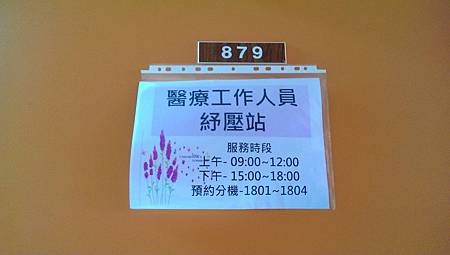 879
醫療工作人員
紓壓站
服務時段
上午- 09:00~12:00
下午- 15:00~18:00
預約分機-1801~1804